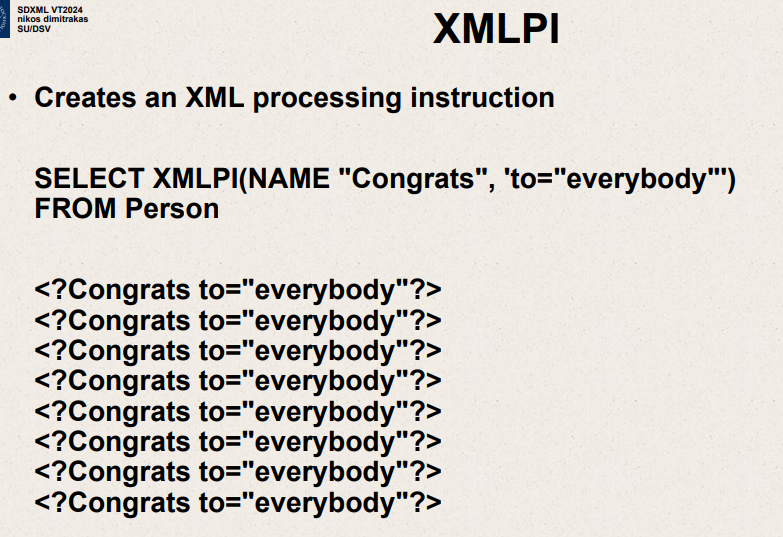 SDXML VT2024
nikos dimitrakas
SU/DSV
XMLPI
• Creates an XML processing instruction
SELECT XMLPI(NAME "Congrats", 'to="everybody"')
FROM Person
<?Congrats to="everybody"?>
<?Congrats to="everybody"?>
<?Congrats to="everybody"?>
<?Congrats to="everybody"?>
<?Congrats to="everybody"?>
<?Congrats to="everybody"?>
<?Congrats to="everybody"?>
<?Congrats to="everybody"?>